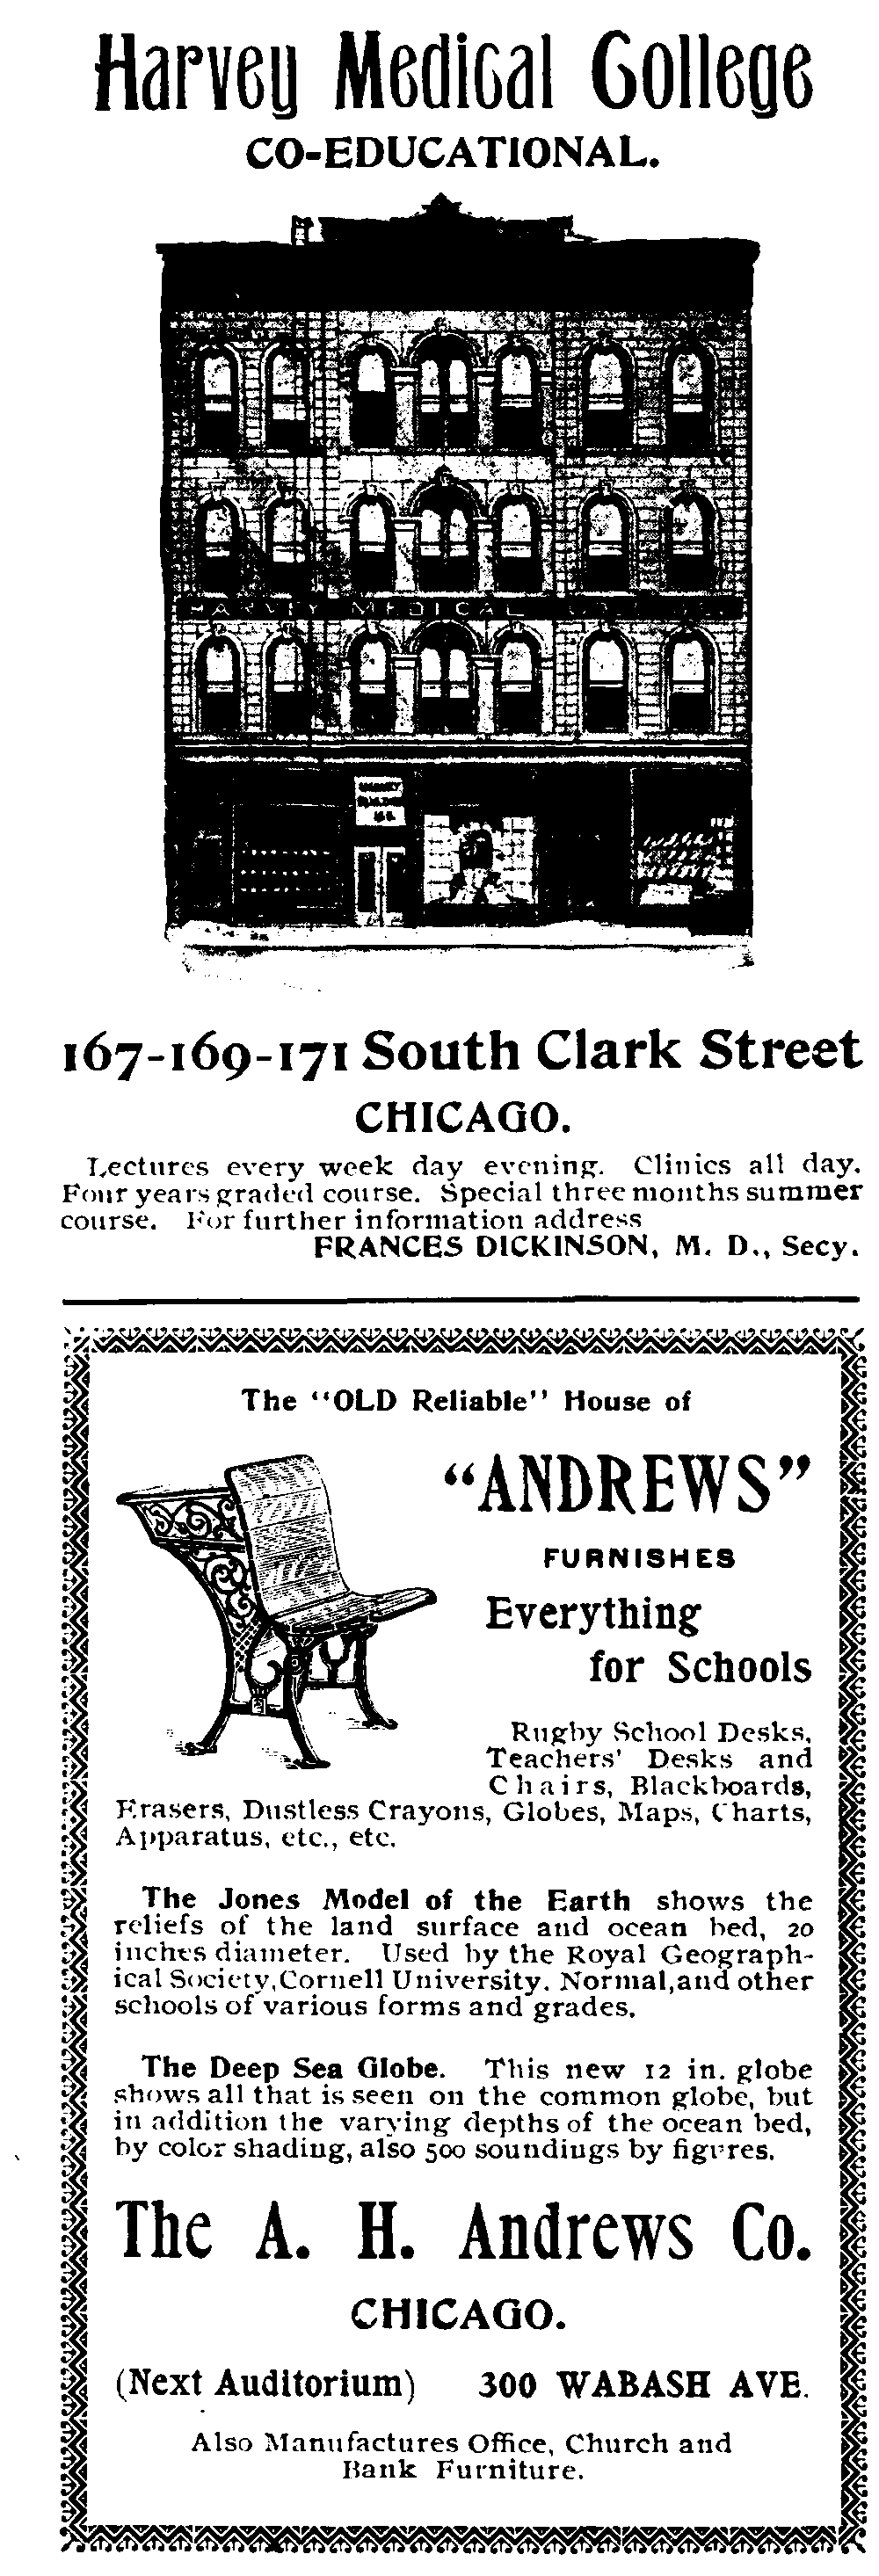 Harvey Medical College
CO-EDUCATIONAL.
HARVEY MEDICAL
167-169-171 South Clark Street
CHICAGO.
Lectures every week day evening. Clinics all day.
Four years graded course. Special three months summer
course. For further information address
FRANCES DICKINSON, M. D., Secy.
The "OLD Reliable" House of
"ANDREWS"
FURNISHES
Everything
for Schools
Rugby School Desks,
Teachers' Desks and
Chairs, Blackboards,
Erasers, Dustless Crayons, Globes, Maps, Charts,
Apparatus, etc., etc.
The Jones Model of the Earth shows the
reliefs of the land surface and ocean bed, 20
inches diameter. Used by the Royal Geograph-
ical Society, Cornell University. Normal, and other
schools of various forms and grades.
The Deep Sea Globe. This new 12 in. globe
shows all that is seen on the common globe, but
in addition the varying depths of the ocean bed,
by color shading, also 500 soundings by figures.
The A. H. Andrews Co.
CHICAGO.
(Next Auditorium) 300 WABASH AVE.
Also Manufactures Office, Church and
Bank Furniture.